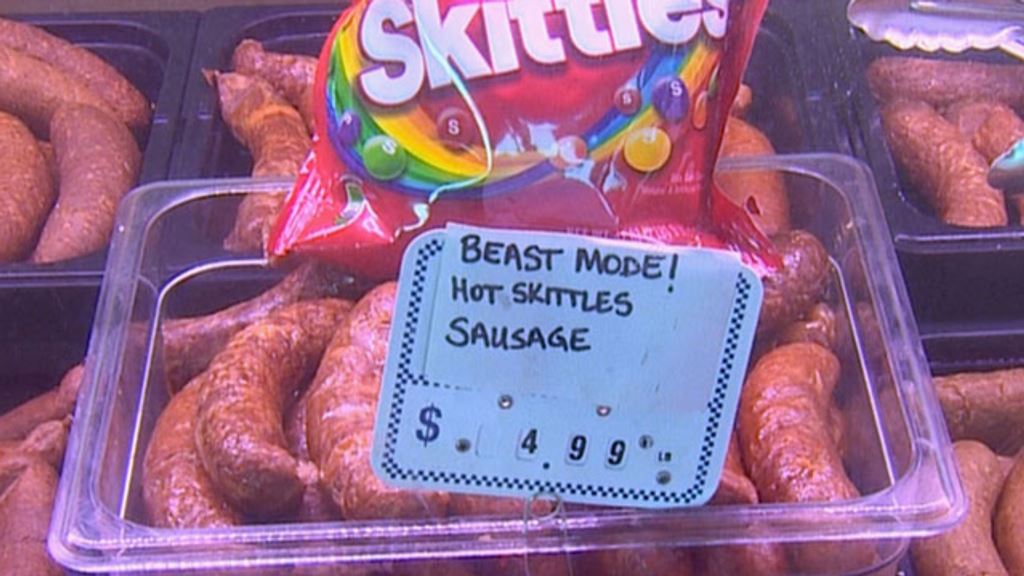 Skittles
S
S
S
BEAST MODE!
HOT SKITTLES
SAUSAGE
$ 4.99 LB